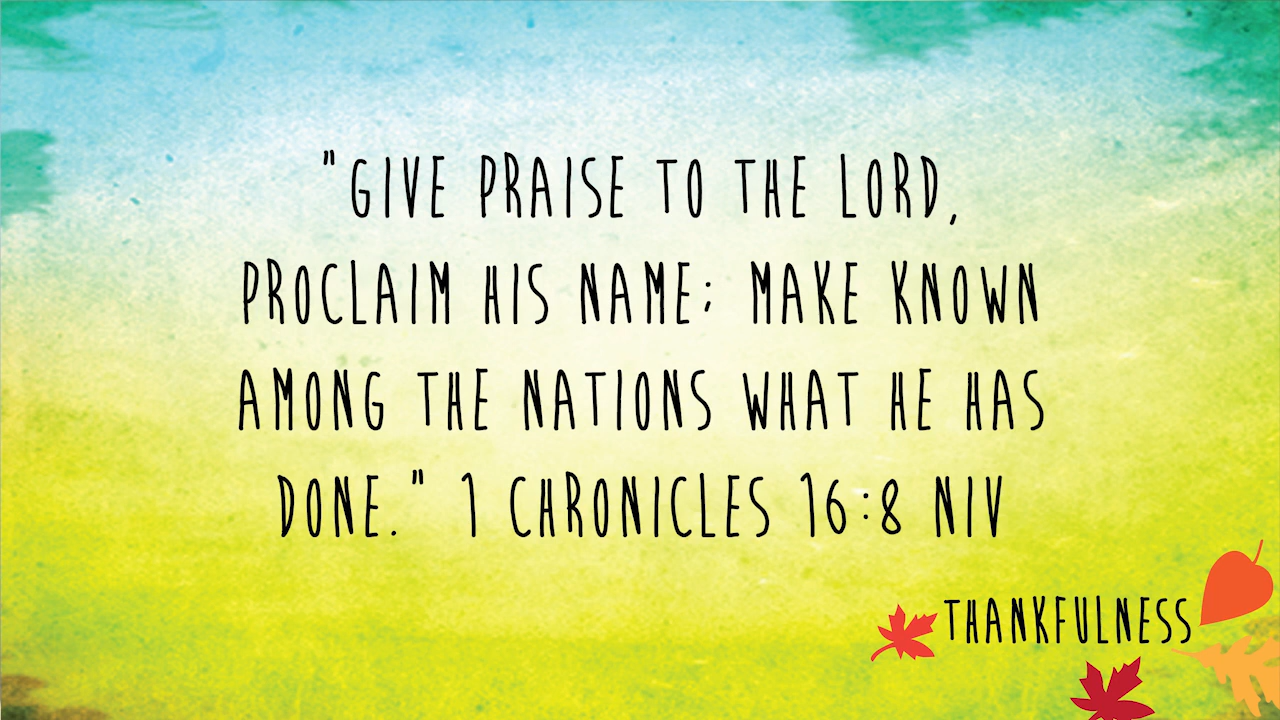 "GIVE PRAISE TO THE LORD,
PROCLAIM HIS NAME; MAKE KNOWN
AMONG THE NATIONS WHAT HE HAS
DONE." 1 CHRONICLES 16:8 NIV
THANKFULNESS